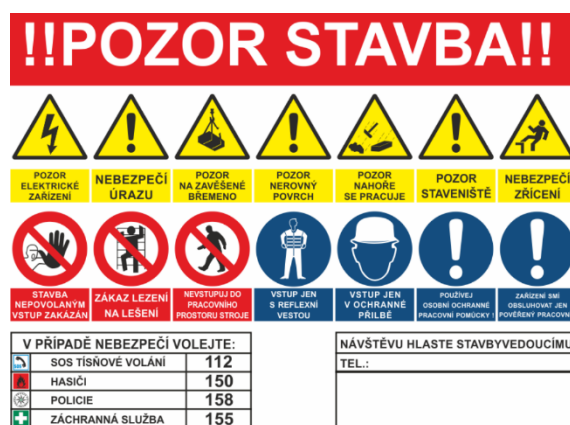 !!POZOR STAVBA!!
POZOR
ELEKTRICKÉ
ZAŘÍZENÍ
NEBEZPEČÍ
ÚRAZU
POZOR
NA ZAVĚŠENÉ
BŘEMENO
POZOR
NEROVNÝ
POVRCH
POZOR
NAHOŘE
SE PRACUJE
POZOR
STAVENIŠTĚ
NEBEZPEČÍ
ZŘÍCENÍ
STAVBA
NEPOVOLANÝM
VSTUP ZAKÁZÁN
ZÁKAZ LEZENÍ
NA LEŠENÍ
NEVSTUPUJ DO
PRACOVNÍHO
PROSTORU STROJE
VSTUP JEN
S REFLEXNÍ
VESTOU
VSTUP JEN
V OCHRANNÉ
PŘILBĚ
POUŽÍVEJ
OSOBNÍ OCHRANNÉ
PRACOVNÍ POMŮCKY !
ZAŘÍZENÍ SMÍ
OBSLUHOVAT JEN
POVĚŘENÝ PRACOVN
V PŘÍPADĚ NEBEZPEČÍ VOLEJTE:
SOS TÍSŇOVÉ VOLÁNÍ 112
HASIČI 150
POLICIE 158
ZÁCHRANNÁ SLUŽBA 155
NÁVŠTĚVU HLASTE STAVBYVEDOUCÍMU
TEL.: